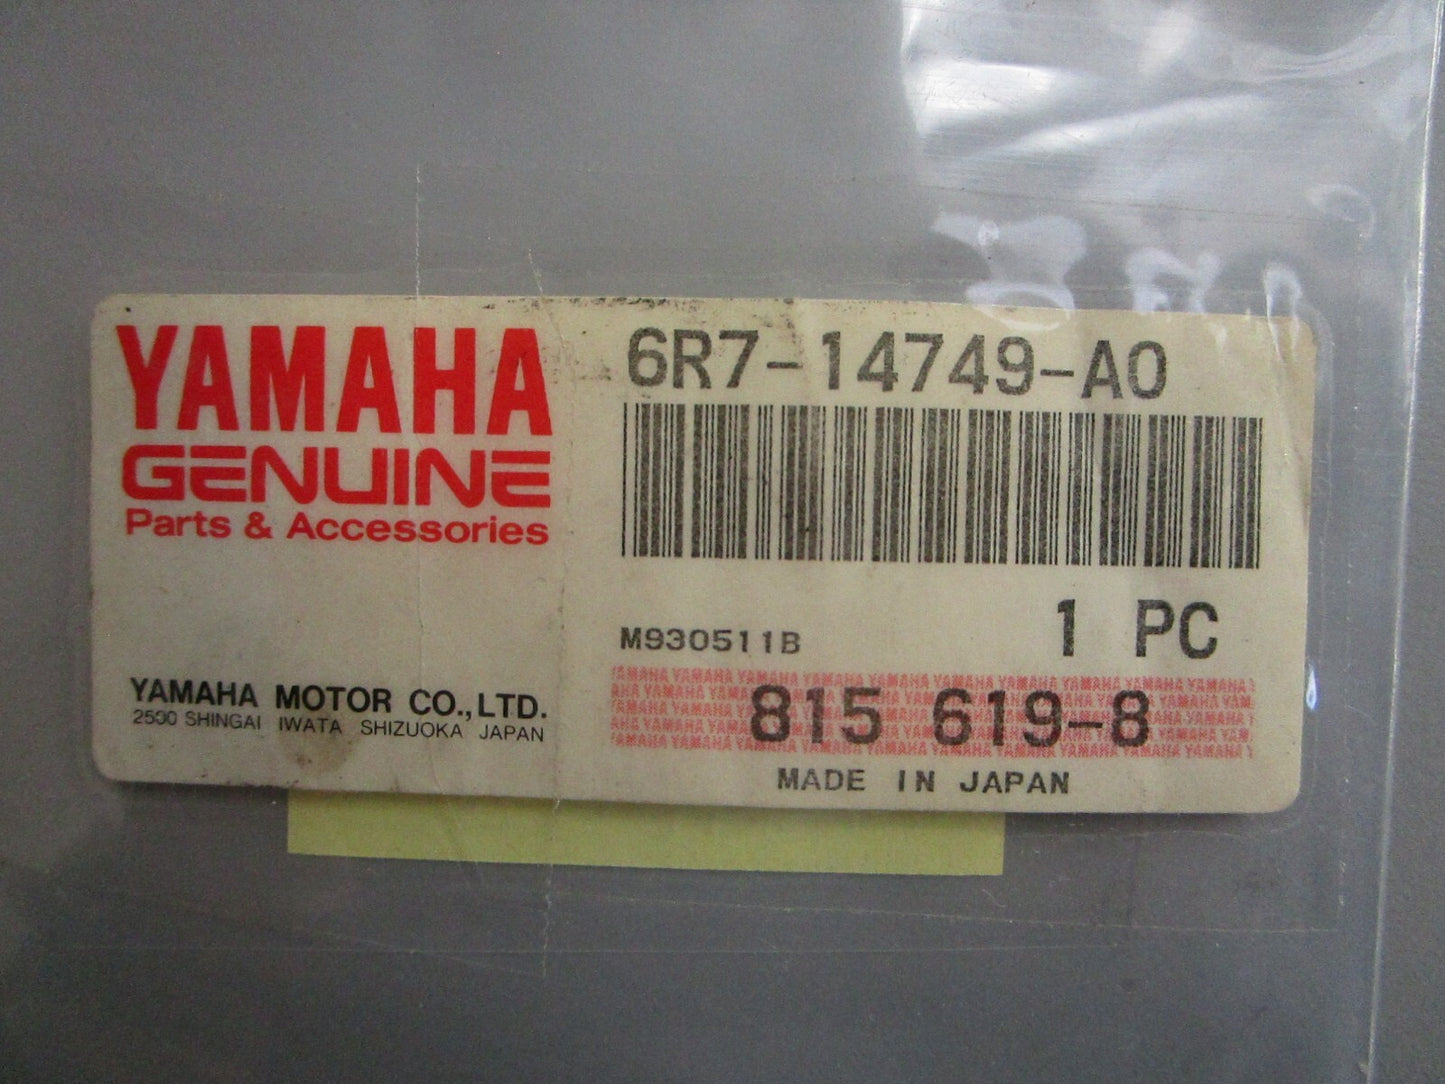 YAMAHA
GENUINE
Parts & Accessories
YAMAHA MOTOR CO.,LTD.
2500 SHINGAI IWATA SHIZUOKA JAPAN
6R7-14749-A0
M930511B
1 PC
815 619-8
MADE IN JAPAN